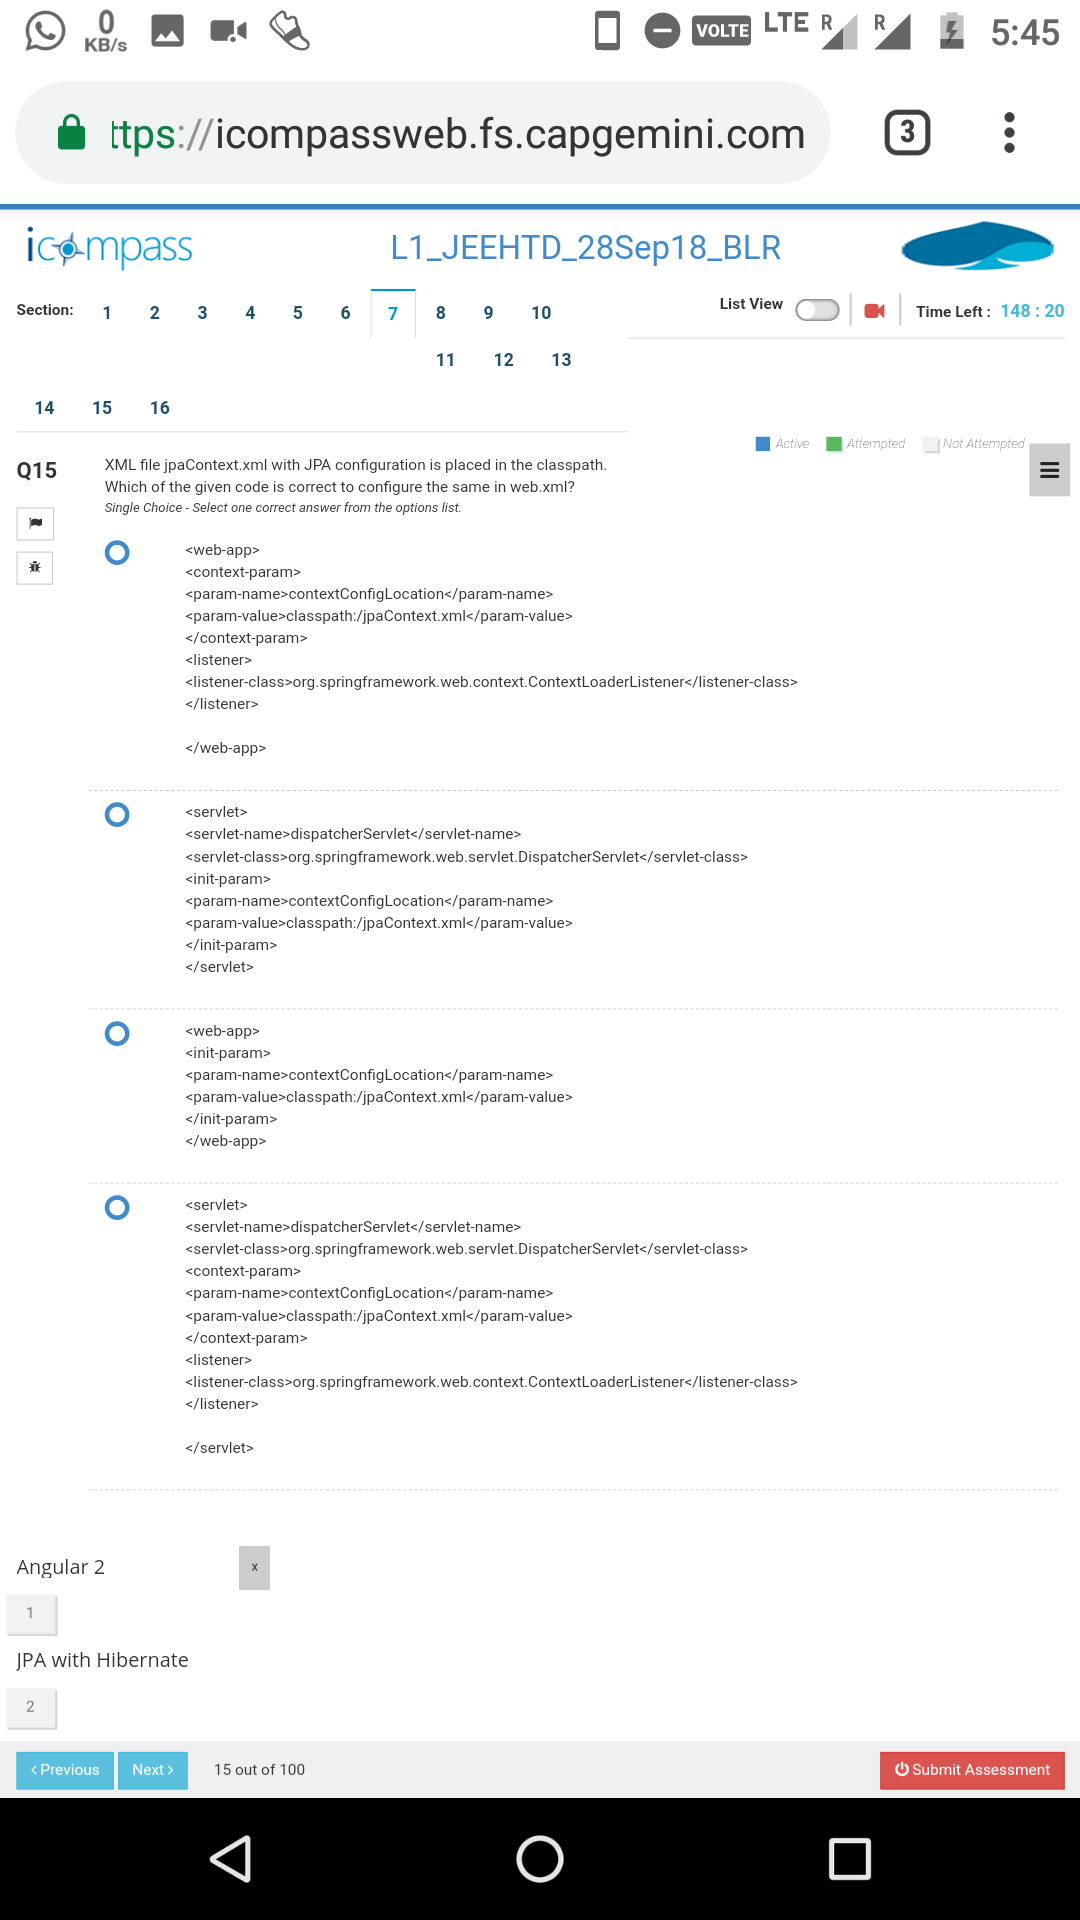 0
KB/s
VOLTE
LTE
R
R
5:45
ttps://icompassweb.fs.capgemini.com
3
icompass
L1_JEEHTD_28Sep18_BLR
Section:
1 2 3 4 5 6 7 8 9 10
List View
Time Left : 148 : 20
11 12 13
14 15 16
Active Attempted Not Attempted
Q15
XML file jpaContext.xml with JPA configuration is placed in the classpath.
Which of the given code is correct to configure the same in web.xml?
Single Choice - Select one correct answer from the options list.
<web-app>
<context-param>
<param-name>contextConfigLocation</param-name>
<param-value>classpath:/jpaContext.xml</param-value>
</context-param>
<listener>
<listener-class>org.springframework.web.context.ContextLoaderListener</listener-class>
</listener>
</web-app>
<servlet>
<servlet-name>dispatcherServlet</servlet-name>
<servlet-class>org.springframework.web.servlet.DispatcherServlet</servlet-class>
<init-param>
<param-name>contextConfigLocation</param-name>
<param-value>classpath:/jpaContext.xml</param-value>
</init-param>
</servlet>
<web-app>
<init-param>
<param-name>contextConfigLocation</param-name>
<param-value>classpath:/jpaContext.xml</param-value>
</init-param>
</web-app>
<servlet>
<servlet-name>dispatcherServlet</servlet-name>
<servlet-class>org.springframework.web.servlet.DispatcherServlet</servlet-class>
<context-param>
<param-name>contextConfigLocation</param-name>
<param-value>classpath:/jpaContext.xml</param-value>
</context-param>
<listener>
<listener-class>org.springframework.web.context.ContextLoaderListener</listener-class>
</listener>
</servlet>
Angular 2
x
1
JPA with Hibernate
2
Previous
Next
15 out of 100
Submit Assessment